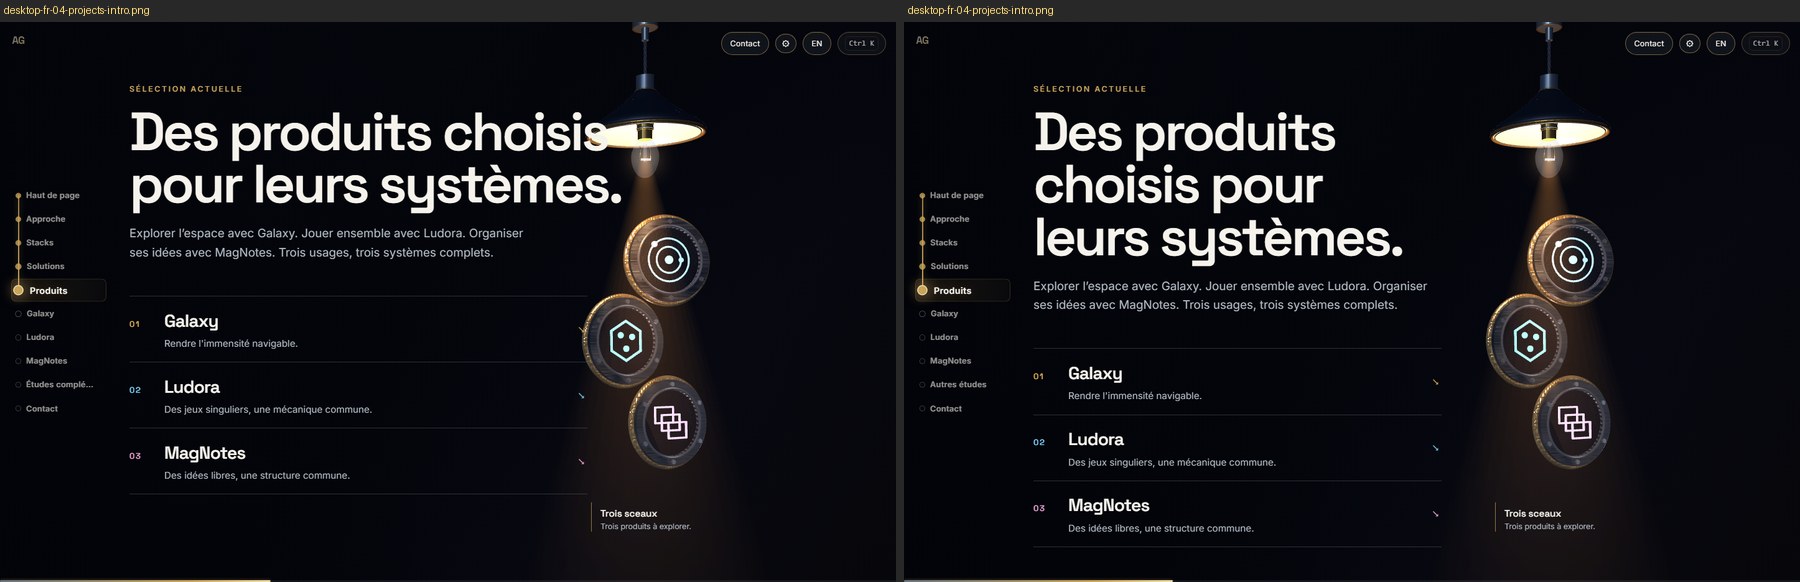 desktop-fr-04-projects-intro.png
AG
Contact
EN
Ctrl K
SÉLECTION ACTUELLE
Des produits choisis
pour leurs systèmes.
Explorer l'espace avec Galaxy. Jouer ensemble avec Ludora. Organiser
ses idées avec MagNotes. Trois usages, trois systèmes complets.
Haut de page
Approche
Stacks
Solutions
Produits
Galaxy
Ludora
MagNotes
Études complé...
Contact
01 Galaxy
Rendre l'immensité navigable.
02 Ludora
Des jeux singuliers, une mécanique commune.
03 MagNotes
Des idées libres, une structure commune.
Trois sceaux
Trois produits à explorer.
desktop-fr-04-projects-intro.png
AG
Contact
EN
Ctrl K
SÉLECTION ACTUELLE
Des produits
choisis pour
leurs systèmes.
Explorer l'espace avec Galaxy. Jouer ensemble avec Ludora. Organiser
ses idées avec MagNotes. Trois usages, trois systèmes complets.
Haut de page
Approche
Stacks
Solutions
Produits
Galaxy
Ludora
MagNotes
Autres études
Contact
01 Galaxy
Rendre l'immensité navigable.
02 Ludora
Des jeux singuliers, une mécanique commune.
03 MagNotes
Des idées libres, une structure commune.
Trois sceaux
Trois produits à explorer.